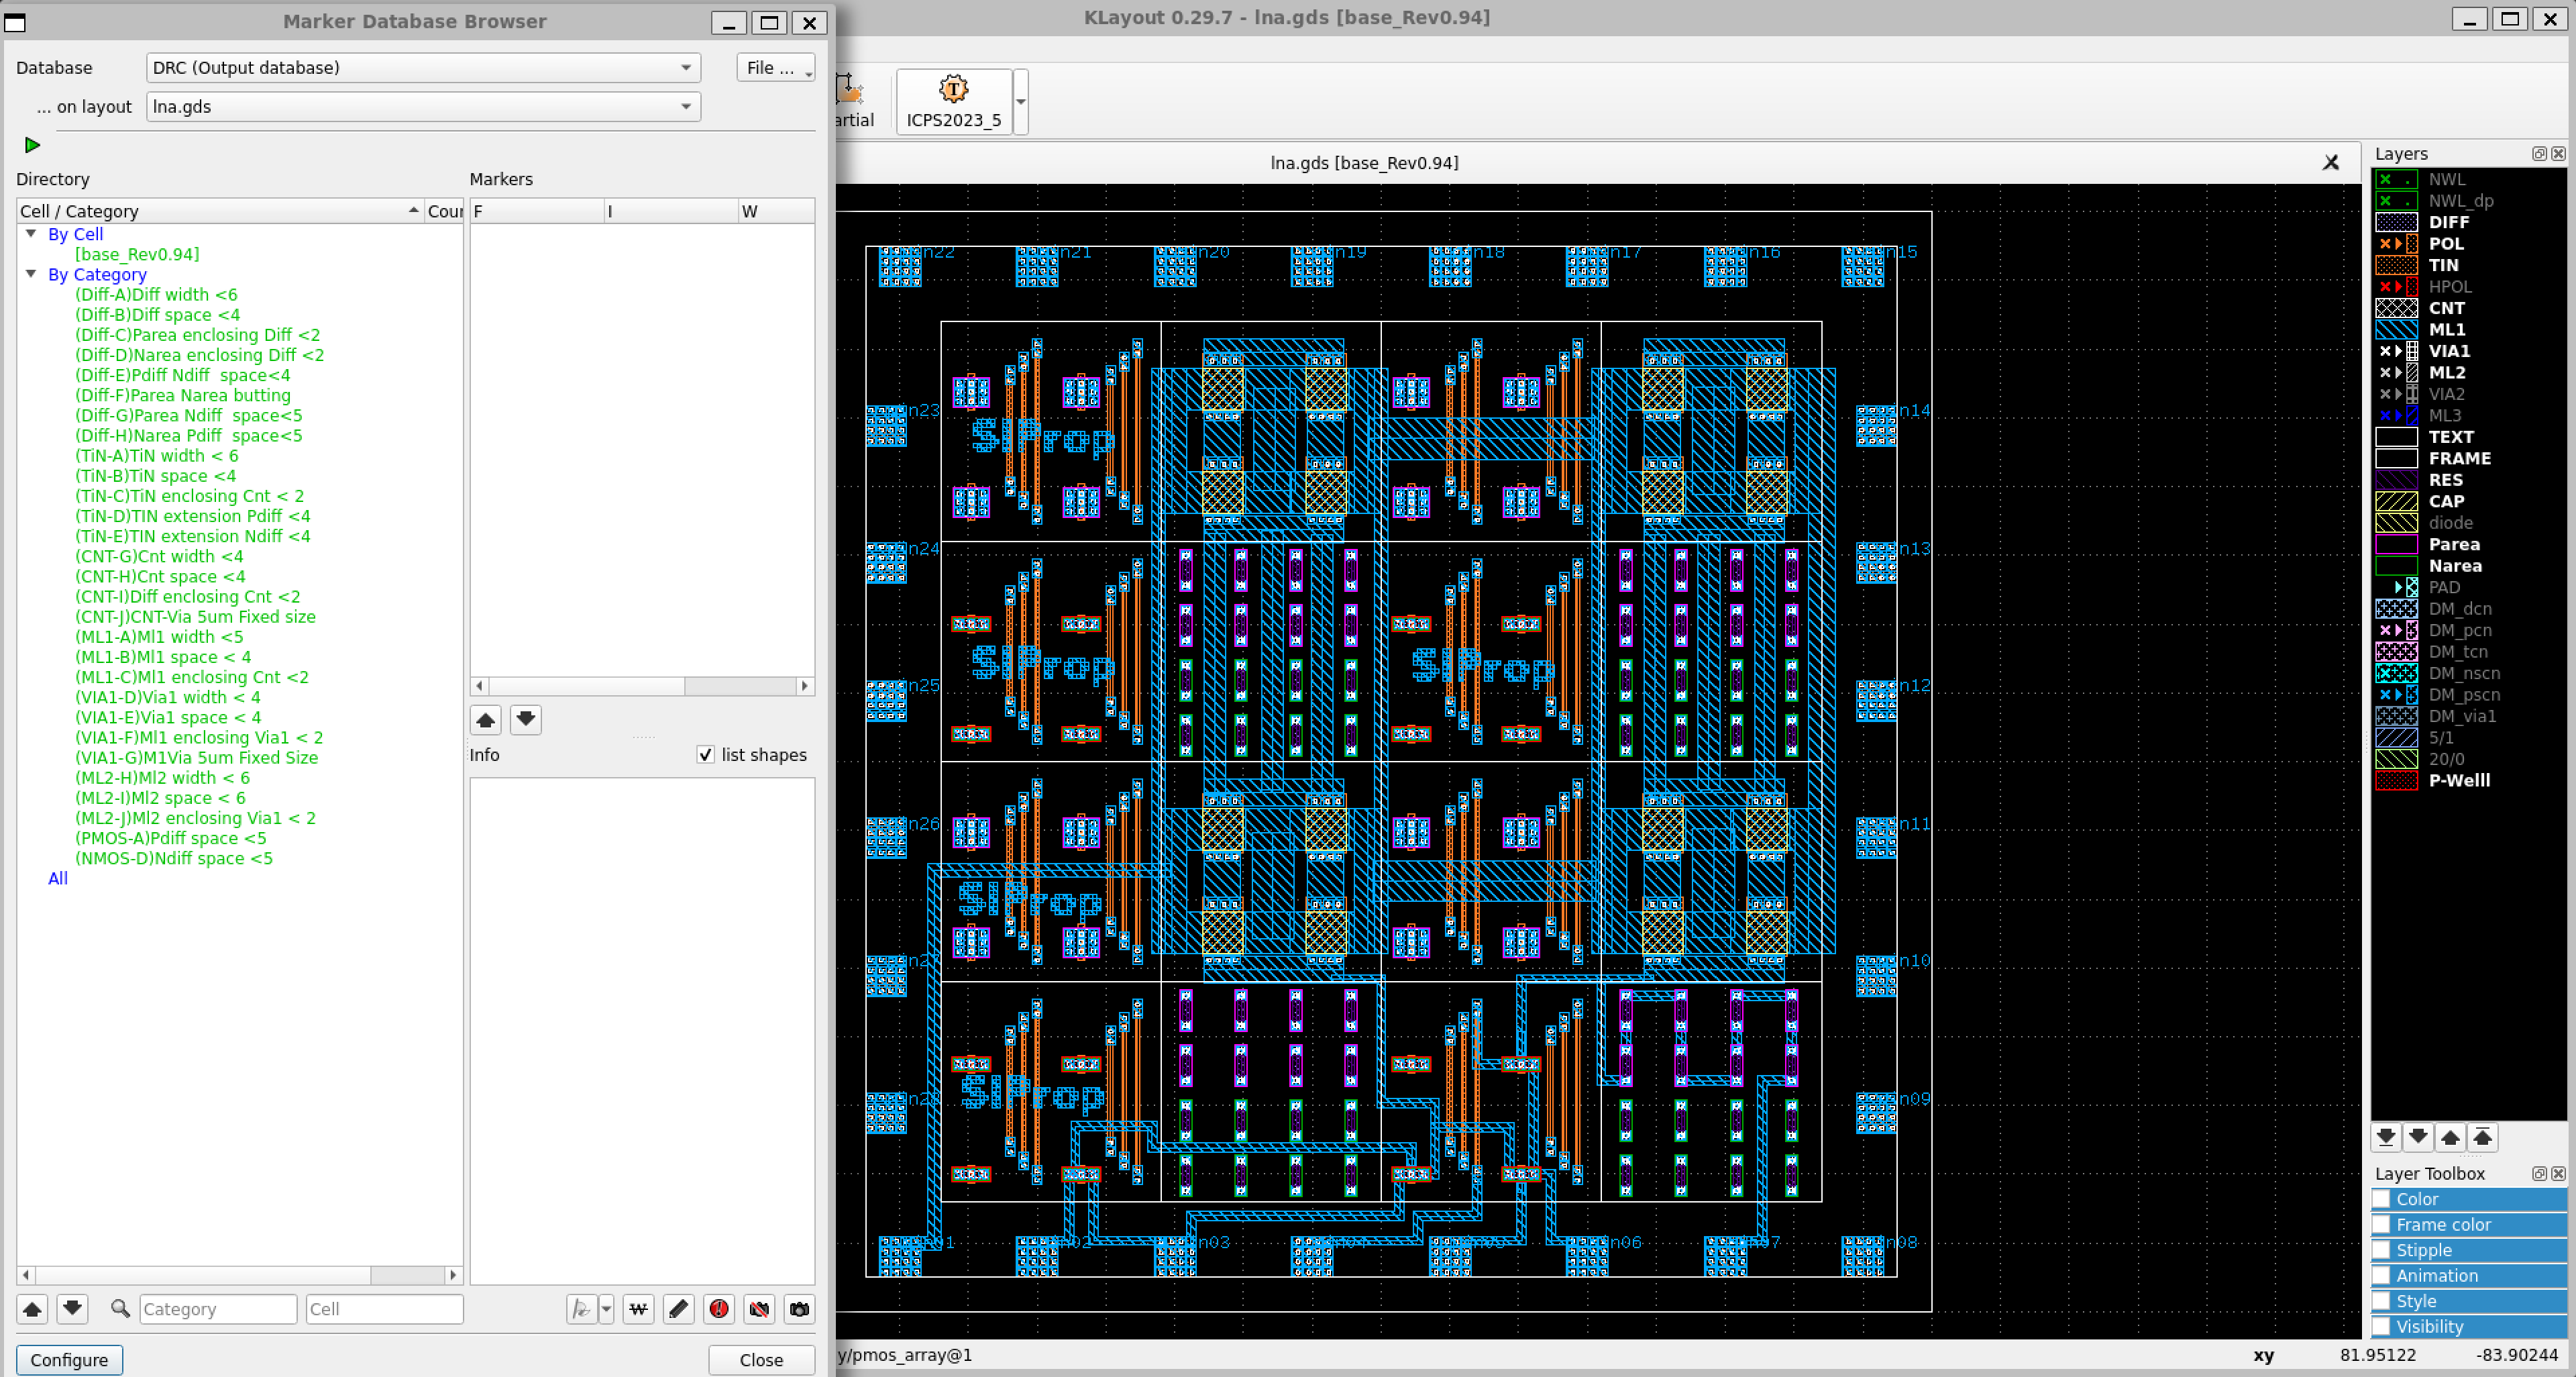 Marker Database Browser
Database
DRC (Output database)
File ...
... on layout
lna.gds
Directory
Cell / Category
Cour
By Cell
[base_Rev0.94]
By Category
(Diff-A)Diff width <6
(Diff-B)Diff space <4
(Diff-C)Parea enclosing Diff <2
(Diff-D)Narea enclosing Diff <2
(Diff-E)Pdiff Ndiff  space<4
(Diff-F)Parea Narea butting
(Diff-G)Parea Ndiff  space<5
(Diff-H)Narea Pdiff  space<5
(TiN-A)TiN width < 6
(TiN-B)TiN space <4
(TiN-C)TiN enclosing Cnt < 2
(TiN-D)TIN extension Pdiff <4
(TiN-E)TIN extension Ndiff <4
(CNT-G)Cnt width <4
(CNT-H)Cnt space <4
(CNT-I)Diff enclosing Cnt <2
(CNT-J)CNT-Via 5um Fixed size
(ML1-A)Ml1 width <5
(ML1-B)Ml1 space < 4
(ML1-C)Ml1 enclosing Cnt <2
(VIA1-D)Via1 width < 4
(VIA1-E)Via1 space < 4
(VIA1-F)Ml1 enclosing Via1 < 2
(VIA1-G)M1Via 5um Fixed Size
(ML2-H)Ml2 width < 6
(ML2-I)Ml2 space < 6
(ML2-J)Ml2 enclosing Via1 < 2
(PMOS-A)Pdiff space <5
(NMOS-D)Ndiff space <5
All
Category
Cell
Configure
Markers
F
I
W
Info
list shapes
Close
KLayout 0.29.7 - lna.gds [base_Rev0.94]
artial
ICPS2023_5
lna.gds [base_Rev0.94]
n22
n21
n20
n19
n18
n17
n16
n15
n23
n14
SIProp
n24
n13
SIProp
SIProp
n25
n12
n26
n11
SIProp
n10
SIProp
n09
n03
n06
n08
y/pmos_array@1
xy
81.95122
-83.90244
Layers
NWL
NWL_dp
DIFF
POL
TIN
HPOL
CNT
ML1
VIA1
ML2
VIA2
ML3
TEXT
FRAME
RES
CAP
diode
Parea
Narea
PAD
DM_dcn
DM_pcn
DM_tcn
DM_nscn
DM_pscn
DM_via1
5/1
20/0
P-Welll
Layer Toolbox
Color
Frame color
Stipple
Animation
Style
Visibility